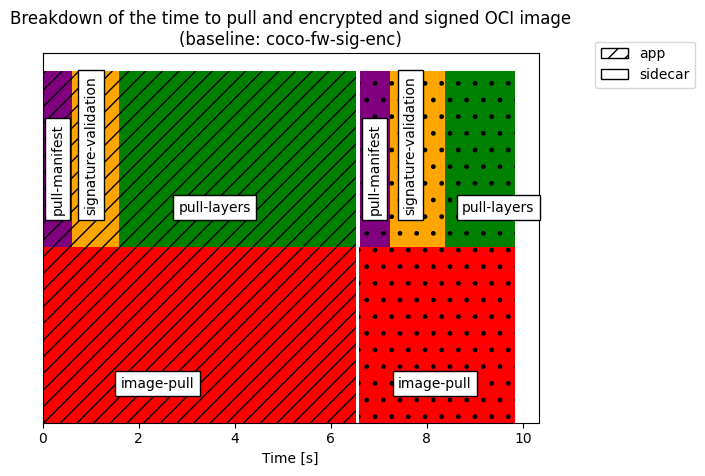 Breakdown of the time to pull and encrypted and signed OCI image
(baseline: coco-fw-sig-enc)
app
sidecar
pull-manifest
signature-validation
pull-layers
pull-manifest
signature-validation
pull-layers
image-pull
image-pull
0
2
4
6
8
10
Time [s]